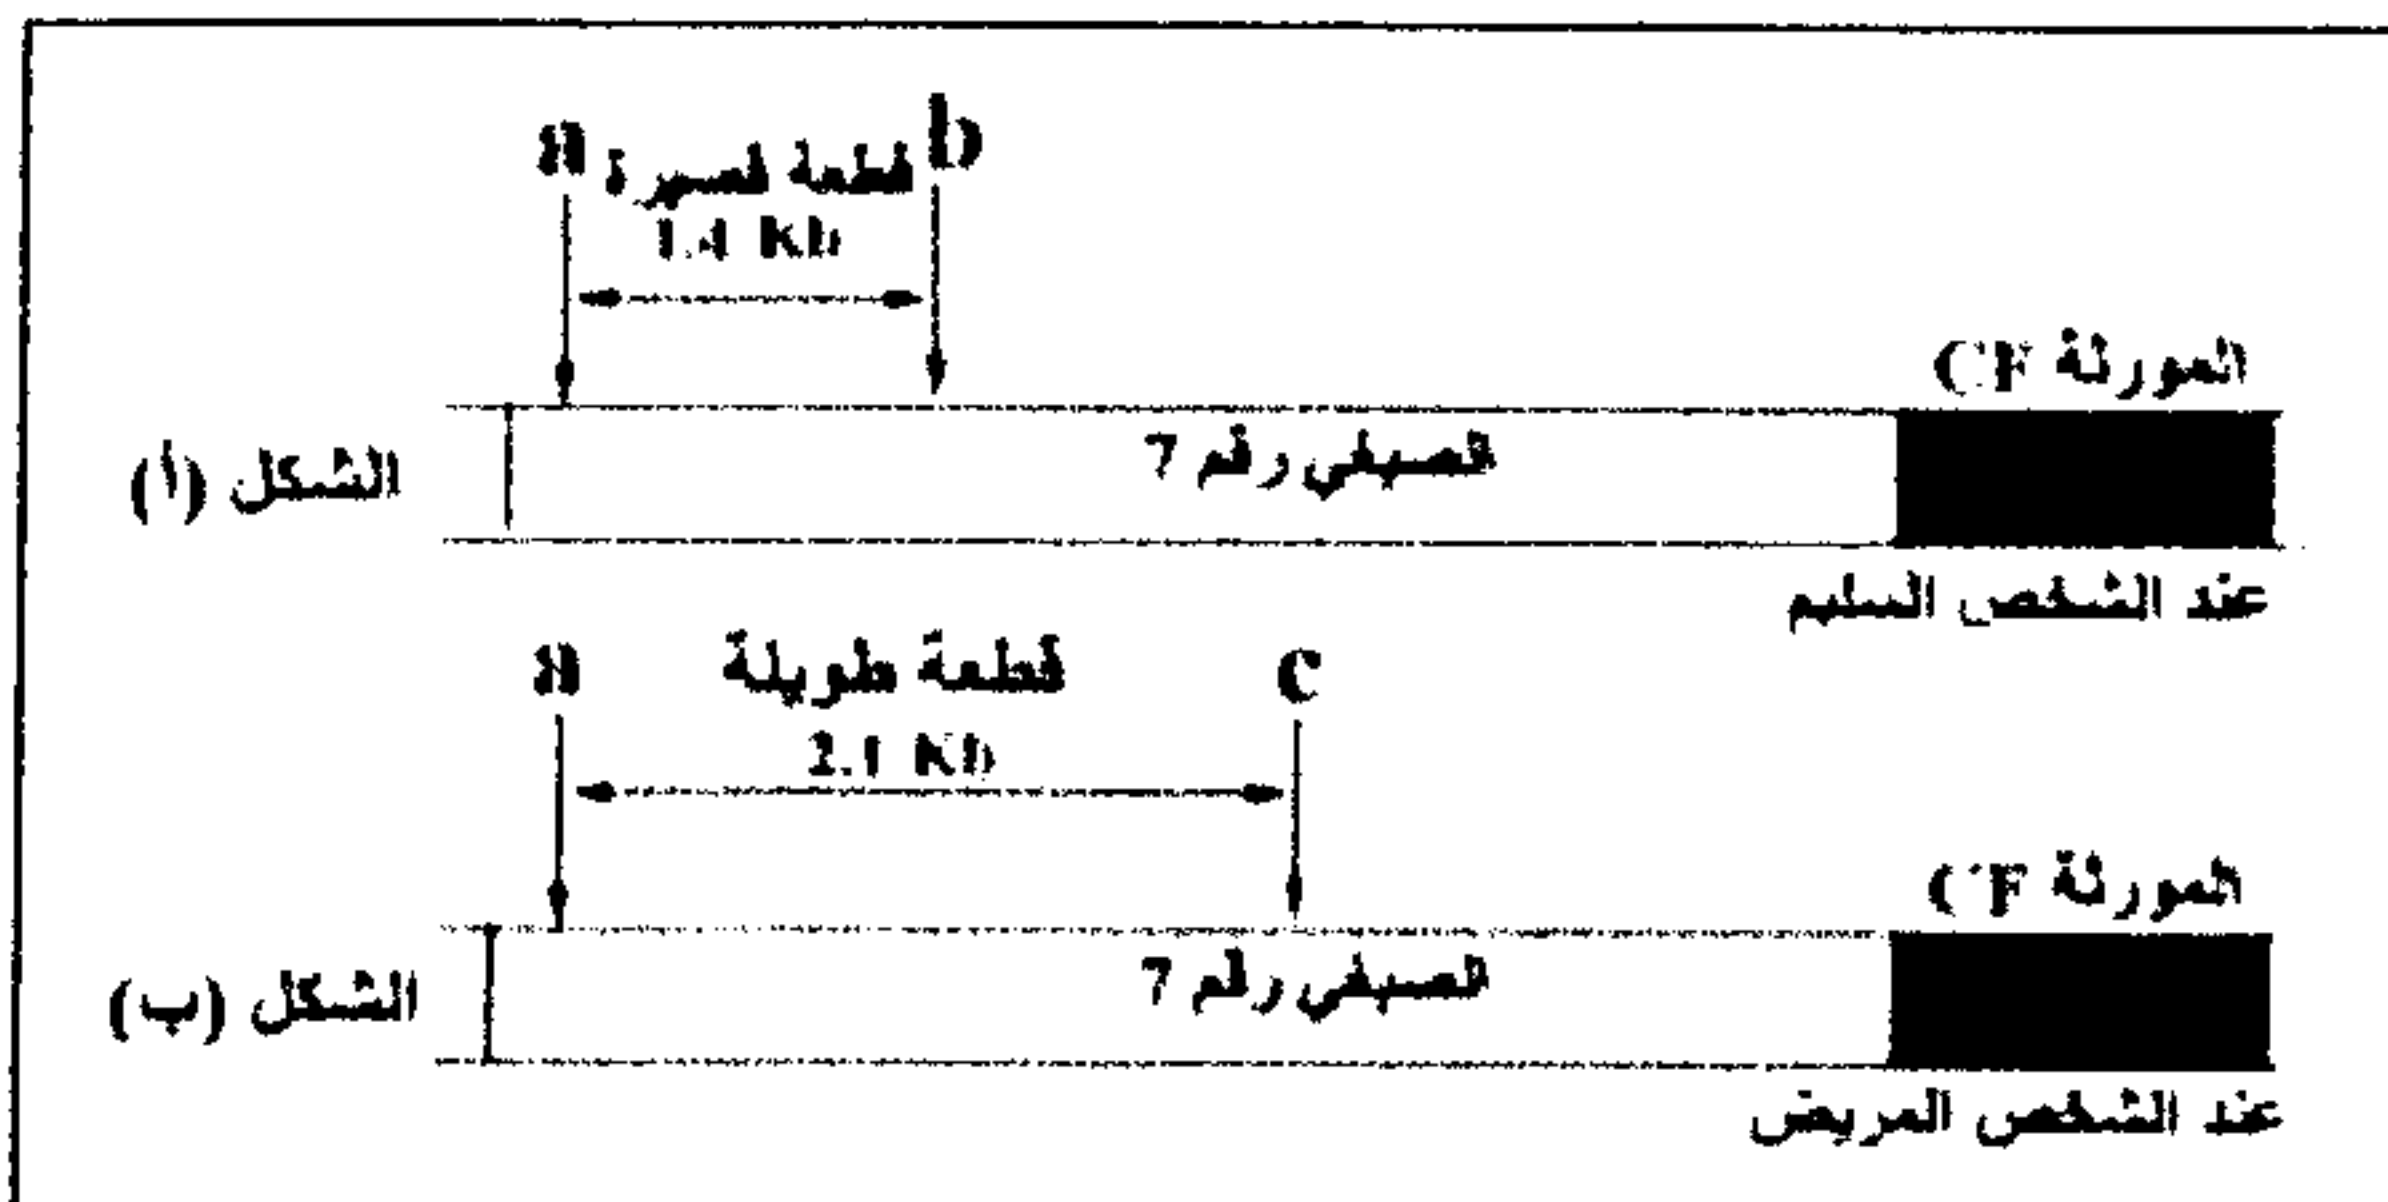 a قطعة قصيرة b
1.4 Kb
المورثة CF
الصبغي رقم 7
الشكل (أ)
عند الشخص السليم
a قطعة طويلة c
2.1 Kb
المورثة CF
الصبغي رقم 7
الشكل (ب)
عند الشخص المريض